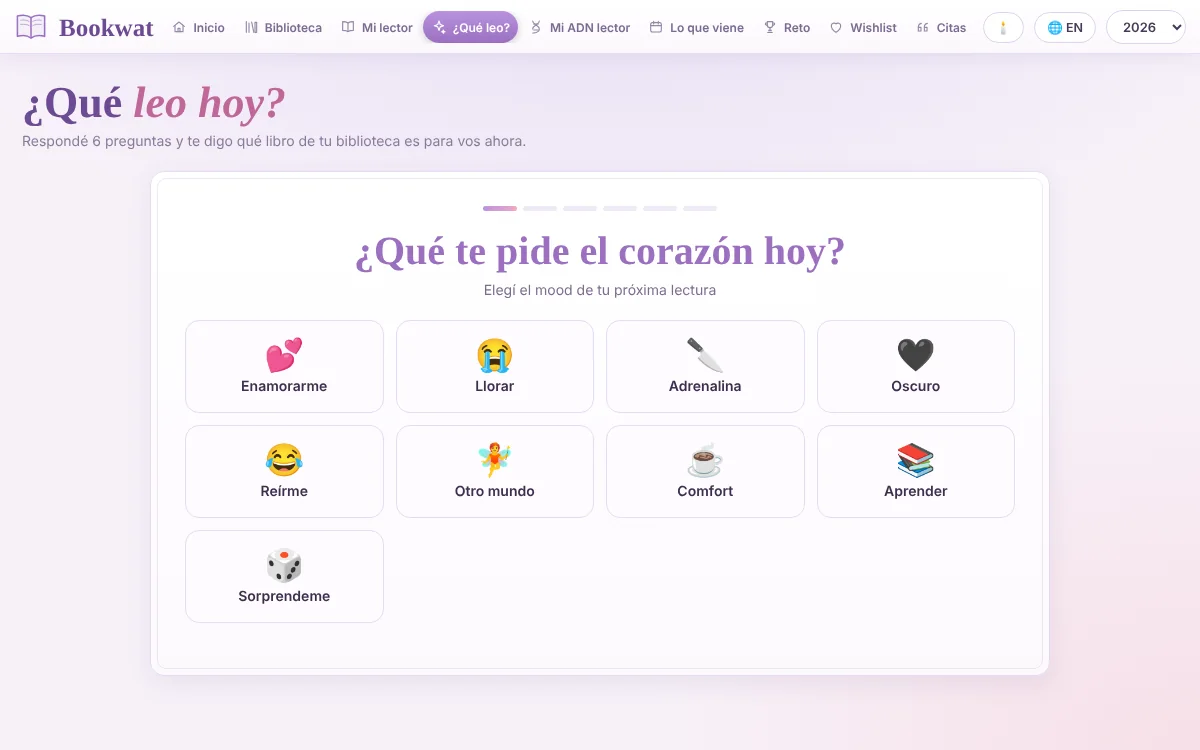 Bookwat
Inicio
Biblioteca
Mi lector
¿Qué leo?
Mi ADN lector
Lo que viene
Reto
Wishlist
Citas
EN
2026
¿Qué leo hoy?
Respondé 6 preguntas y te digo qué libro de tu biblioteca es para vos ahora.
¿Qué te pide el corazón hoy?
Elegí el mood de tu próxima lectura
Enamorarme
Llorar
Adrenalina
Oscuro
Reírme
Otro mundo
Comfort
Aprender
Sorprendeme